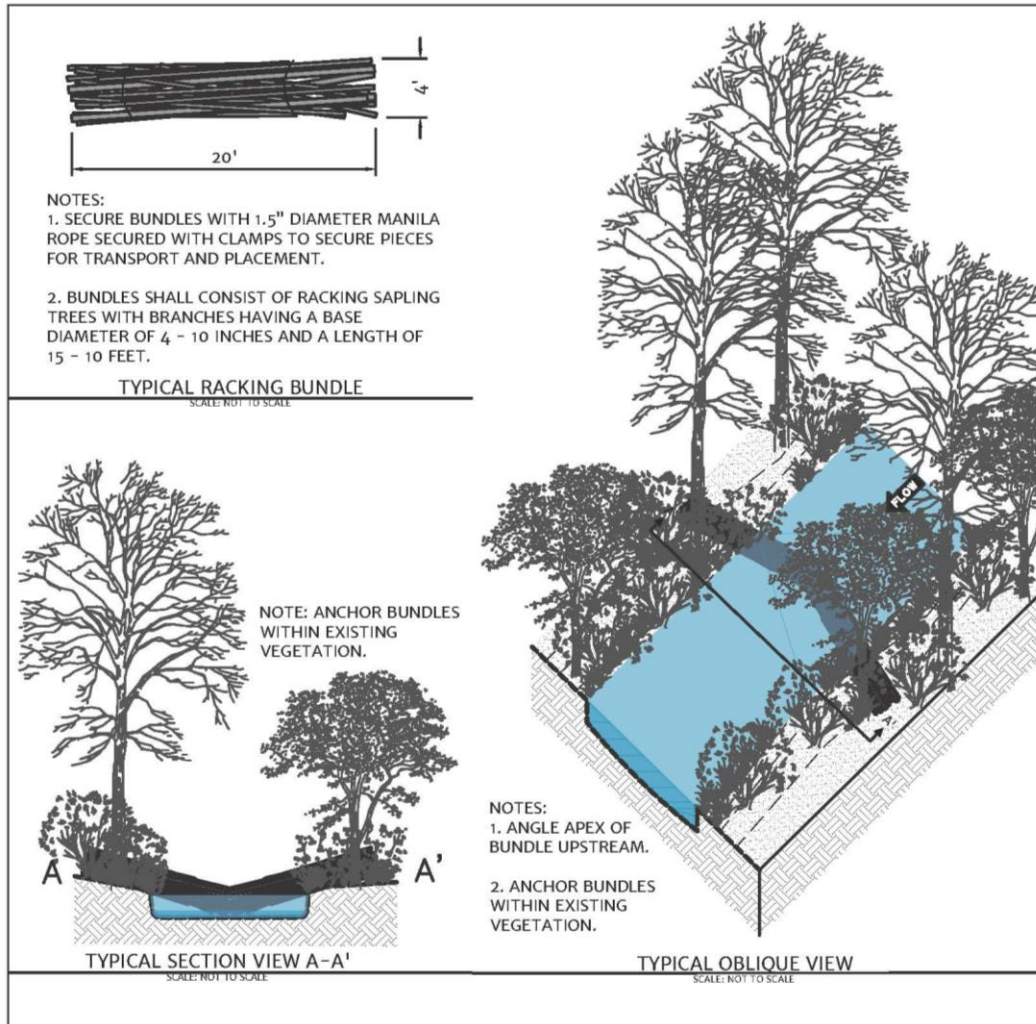 4'
20'
NOTES:
1. SECURE BUNDLES WITH 1.5" DIAMETER MANILA
ROPE SECURED WITH CLAMPS TO SECURE PIECES
FOR TRANSPORT AND PLACEMENT.
2. BUNDLES SHALL CONSIST OF RACKING SAPLING
TREES WITH BRANCHES HAVING A BASE
DIAMETER OF 4 - 10 INCHES AND A LENGTH OF
15 - 10 FEET.
TYPICAL RACKING BUNDLE
SCALE: NOT TO SCALE
NOTE: ANCHOR BUNDLES
WITHIN EXISTING
VEGETATION.
A
A'
TYPICAL SECTION VIEW A-A'
SCALE: NOT TO SCALE
FLOW
A'
NOTES:
1. ANGLE APEX OF
BUNDLE UPSTREAM.
2. ANCHOR BUNDLES
WITHIN EXISTING
VEGETATION.
TYPICAL OBLIQUE VIEW
SCALE: NOT TO SCALE